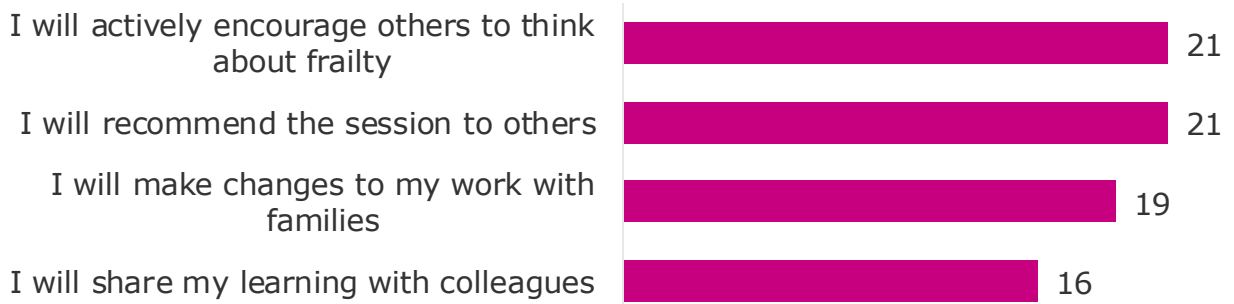 I will actively encourage others to think
about frailty
21
I will recommend the session to others
21
I will make changes to my work with
families
19
I will share my learning with colleagues
16